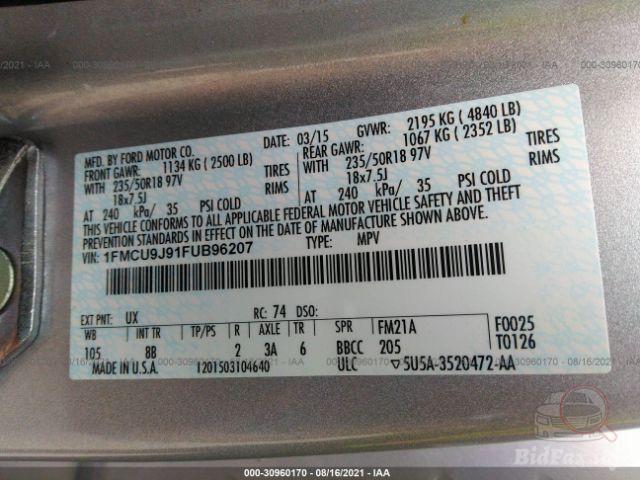 MFD. BY FORD MOTOR CO. 03/15 GVWR: 2195 KG ( 4840 LB)
FRONT GAWR: 1134 KG ( 2500 LB) REAR GAWR: 1067 KG ( 2352 LB)
WITH 235/50R18 97V TIRES WITH 235/50R18 97V TIRES
18x7.5J RIMS 18x7.5J RIMS
AT 240 kPa/ 35 PSI COLD AT 240 kPa/ 35 PSI COLD
THIS VEHICLE CONFORMS TO ALL APPLICABLE FEDERAL MOTOR VEHICLE SAFETY AND THEFT
PREVENTION STANDARDS IN EFFECT ON THE DATE OF MANUFACTURE SHOWN ABOVE.
VIN: 1FMCU9J91FUB96207 TYPE: MPV
EXT PNT: UX RC: 74 DSO:
WB INT TR TP/PS R AXLE TR SPR FM21A F0025
105 8B 2 3A 6 BBCC 205 T0126
MADE IN U.S.A. 1201503104640 ULC ▽5U5A-3520472-AA
000-30960170 - 08/16/2021 - IAA
BidFax